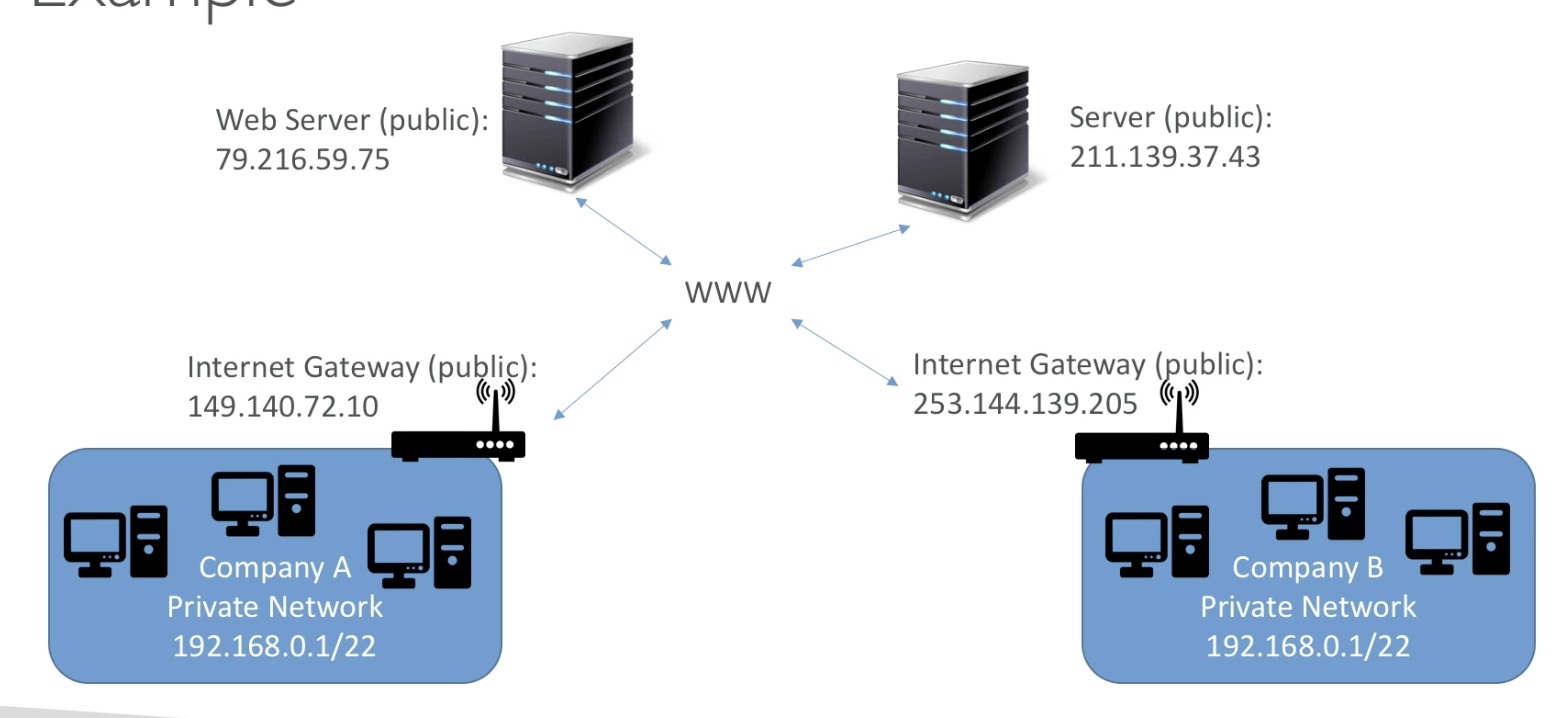 Example
Web Server (public):
79.216.59.75
Server (public):
211.139.37.43
WWW
Internet Gateway (public):
149.140.72.10
Internet Gateway (public):
253.144.139.205
Company A
Private Network
192.168.0.1/22
Company B
Private Network
192.168.0.1/22